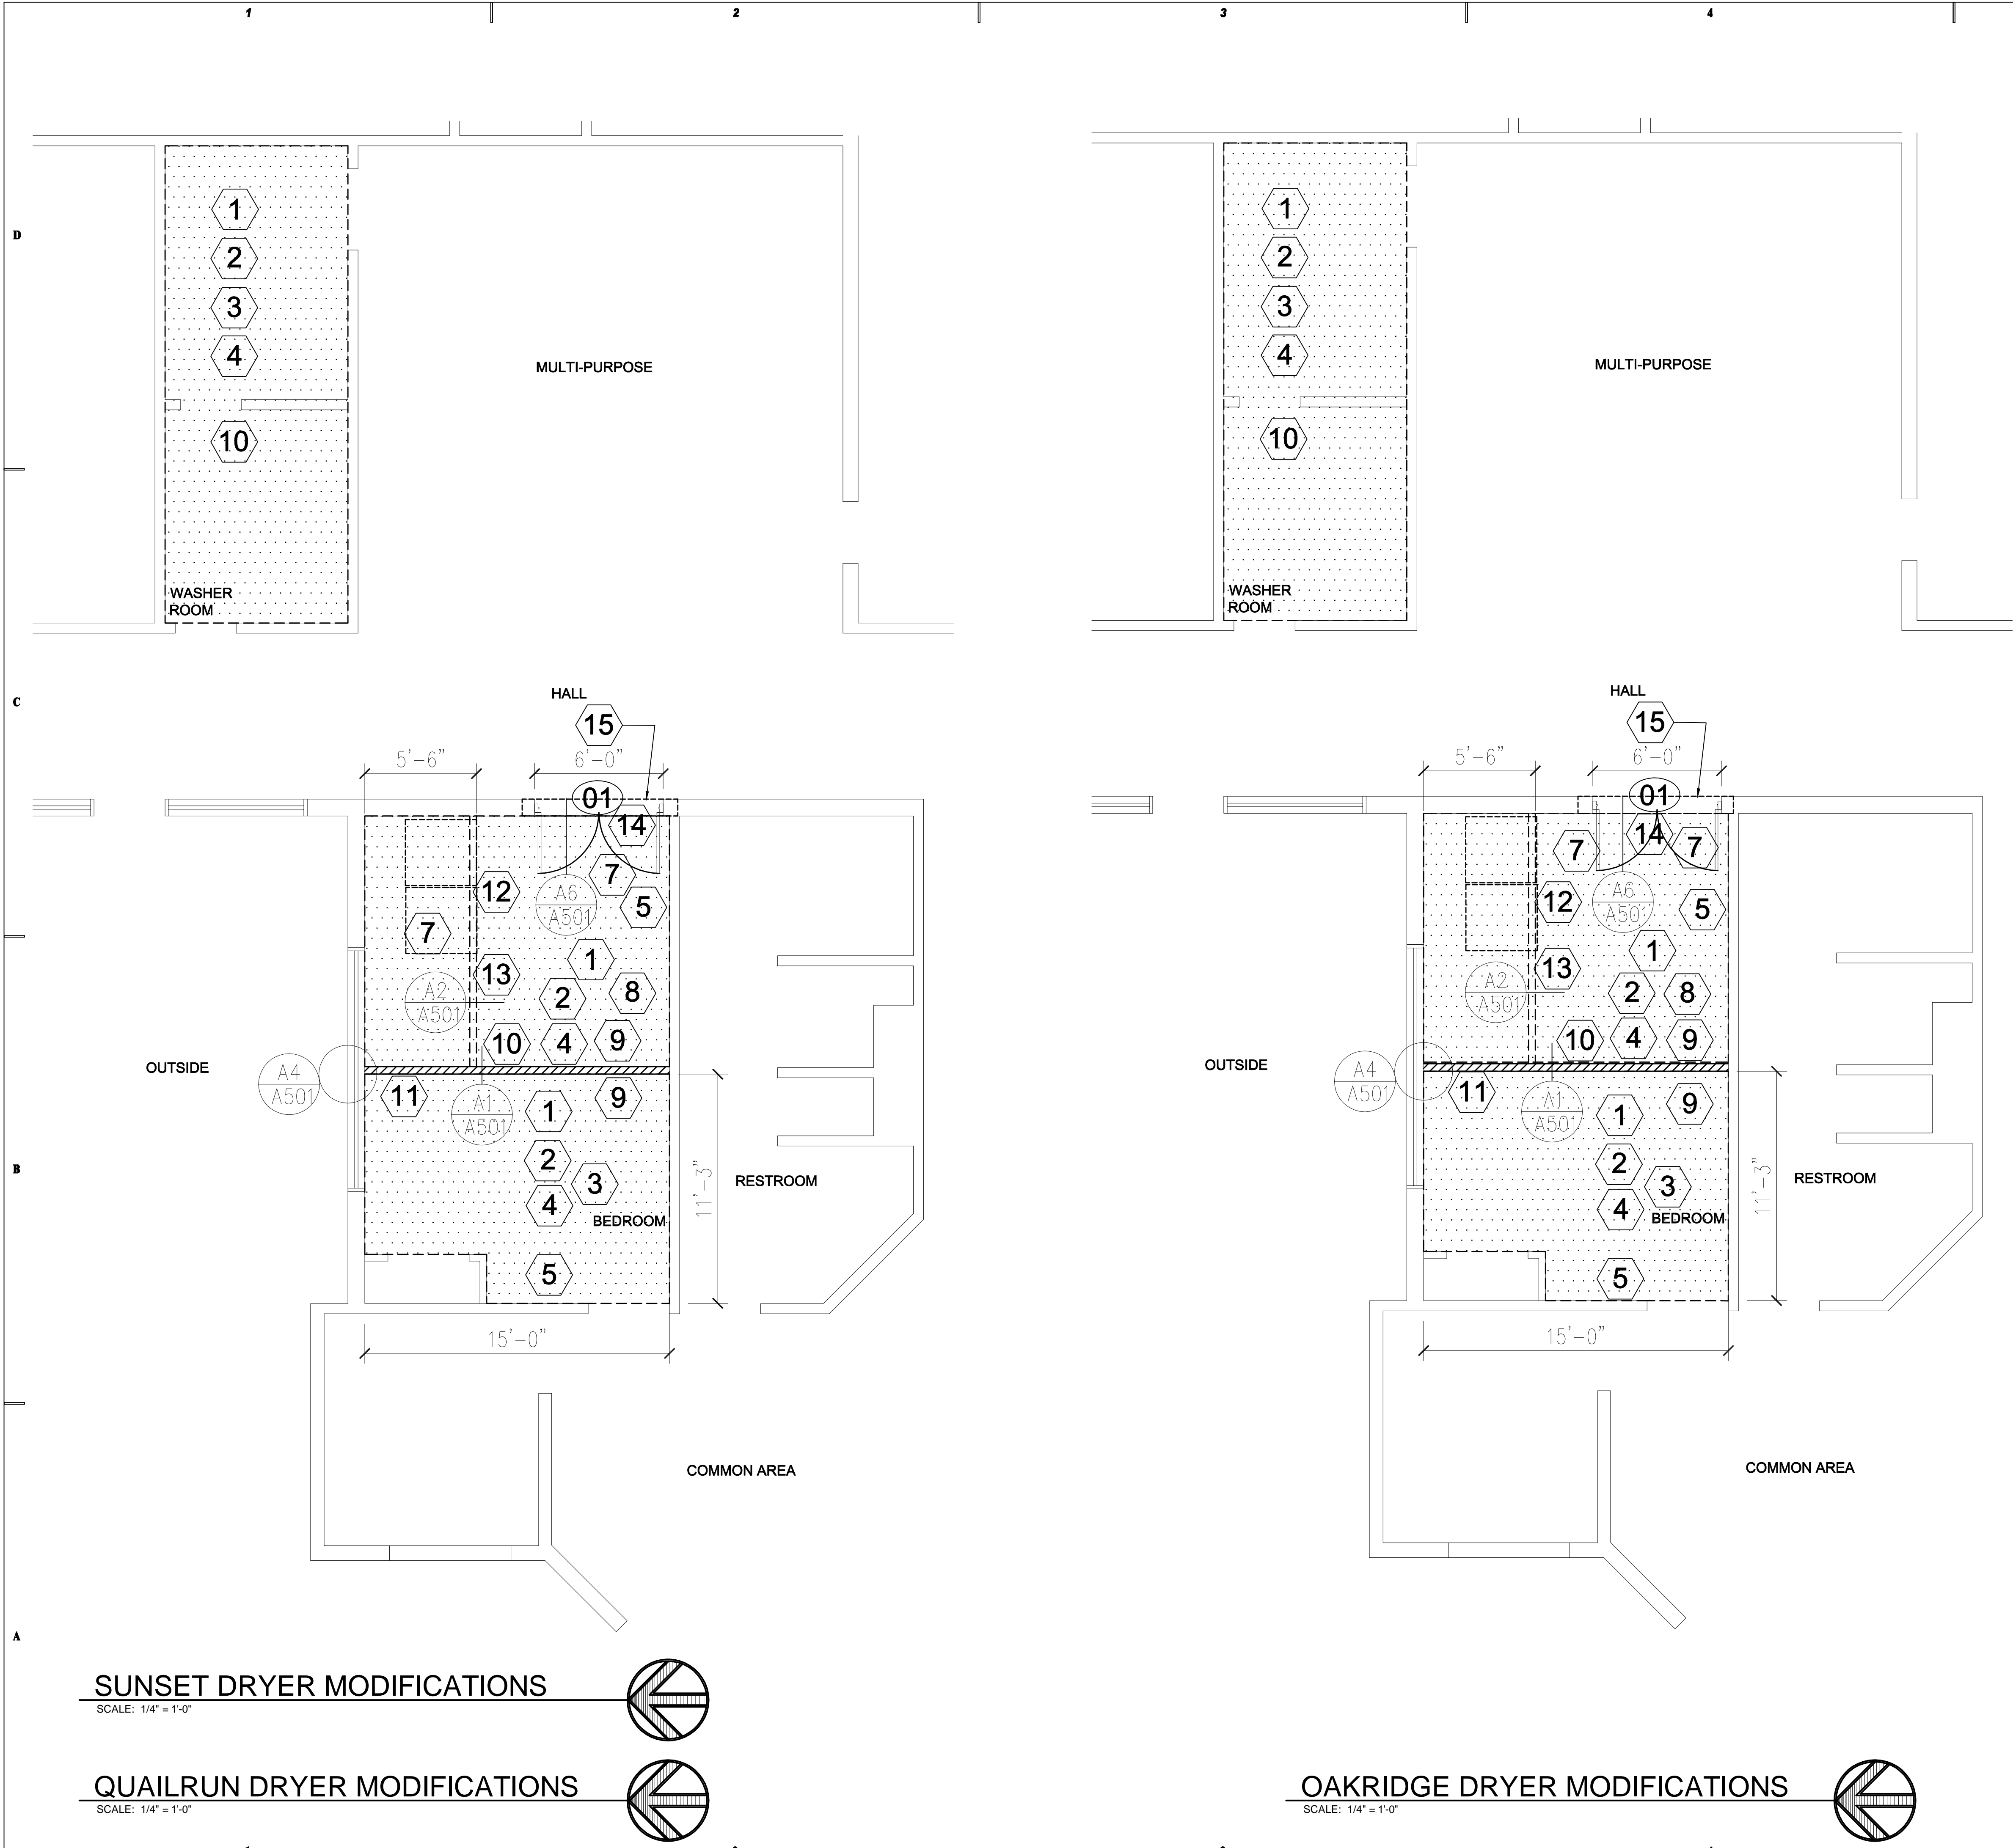 1 2 3 4
D
C
B
A
1
2
3
4
10
MULTI-PURPOSE
WASHER
ROOM
HALL
15
5'-6"
6'-0"
01
14
7
12
A6
A501
5
7
1
13
8
A2
A501
2
10
4
9
OUTSIDE
A4
A501
11
A1
A501
1
9
2
3
4
BEDROOM
11'-3"
RESTROOM
5
15'-0"
COMMON AREA
SUNSET DRYER MODIFICATIONS
SCALE: 1/4" = 1'-0"
QUAILRUN DRYER MODIFICATIONS
SCALE: 1/4" = 1'-0"
1
2
3
4
10
MULTI-PURPOSE
WASHER
ROOM
HALL
15
5'-6"
6'-0"
01
14
7
7
12
A6
A501
5
1
13
A2
A501
2
8
10
4
9
OUTSIDE
A4
A501
11
A1
A501
1
9
2
3
4
BEDROOM
11'-3"
RESTROOM
5
15'-0"
COMMON AREA
OAKRIDGE DRYER MODIFICATIONS
SCALE: 1/4" = 1'-0"